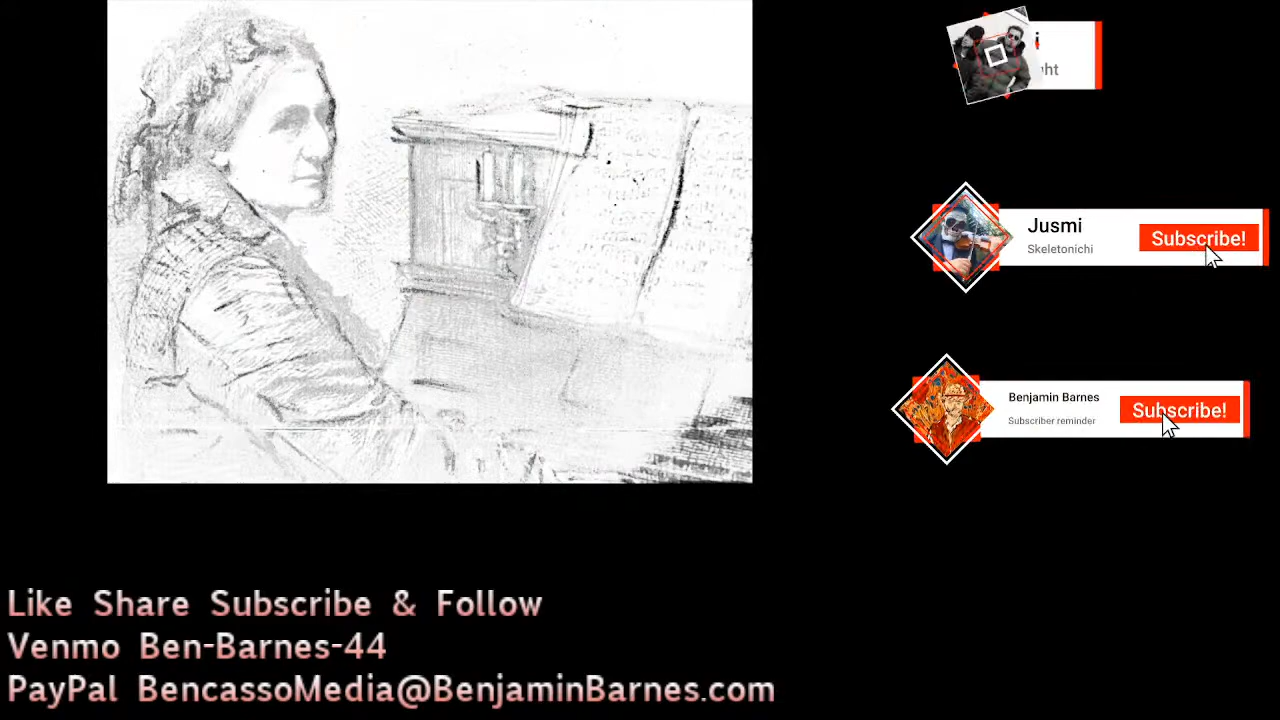 Jusmi
Skeletonichi
Subscribe!
Benjamin Barnes
Subscriber reminder
Subscribe!
Like Share Subscribe & Follow
Venmo Ben-Barnes-44
PayPal BencassoMedia@BenjaminBarnes.com